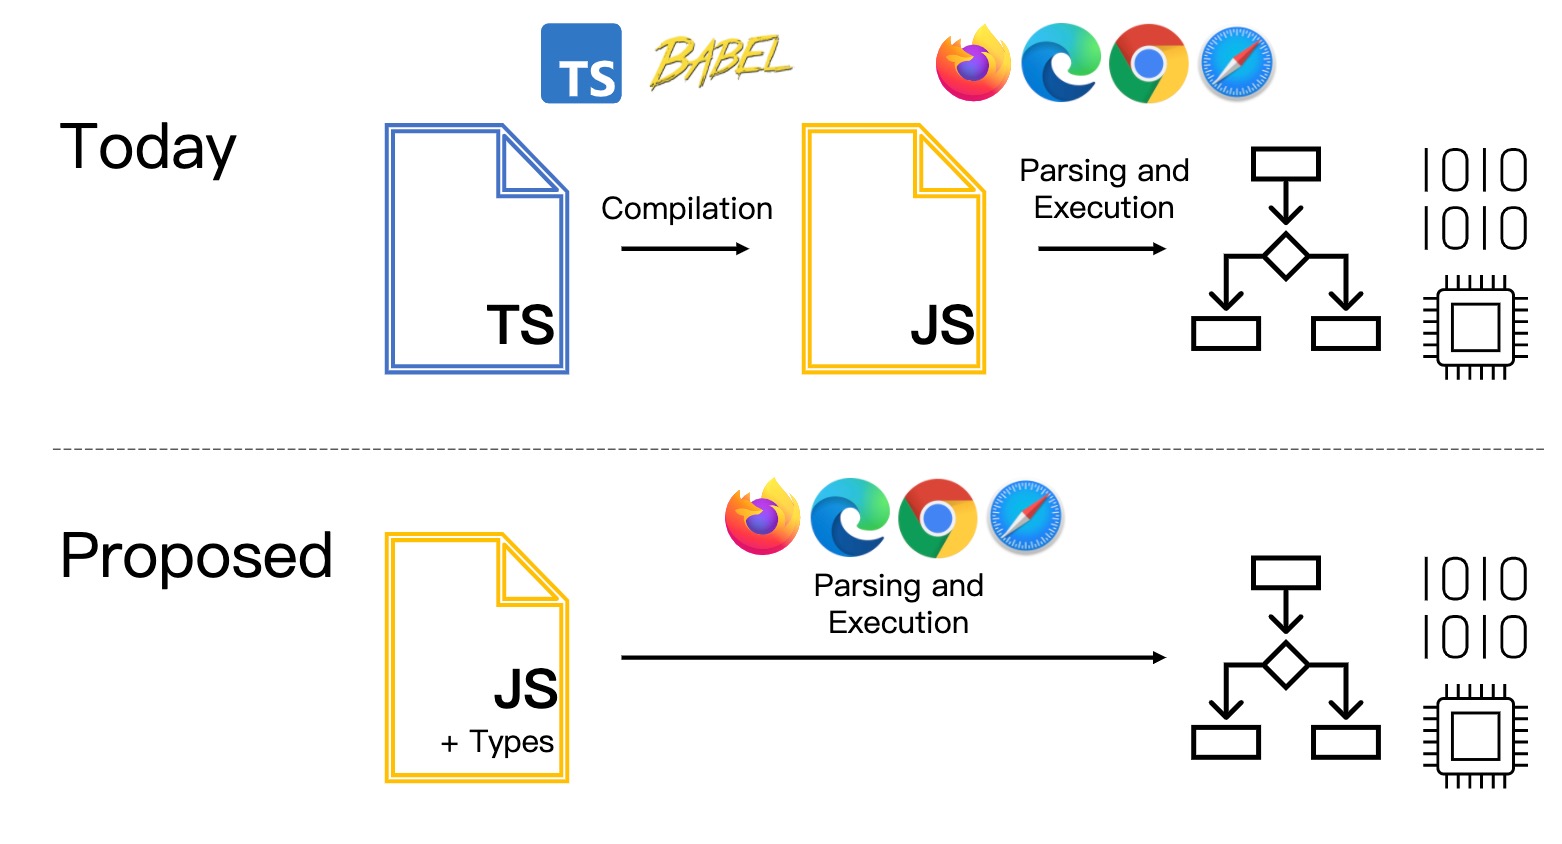 TS
BABEL
Today
Compilation
Parsing and
Execution
TS
JS
1010
1010
Proposed
Parsing and
Execution
JS
+ Types
1010
1010